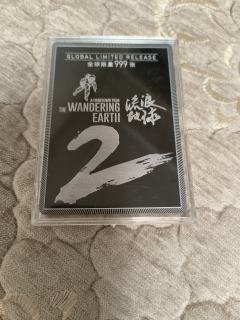 GLOBAL LIMITED RELEASE
全球限量999张
A FRANT GWO FILM
THE WANDERING
EARTH
流浪
地球
2